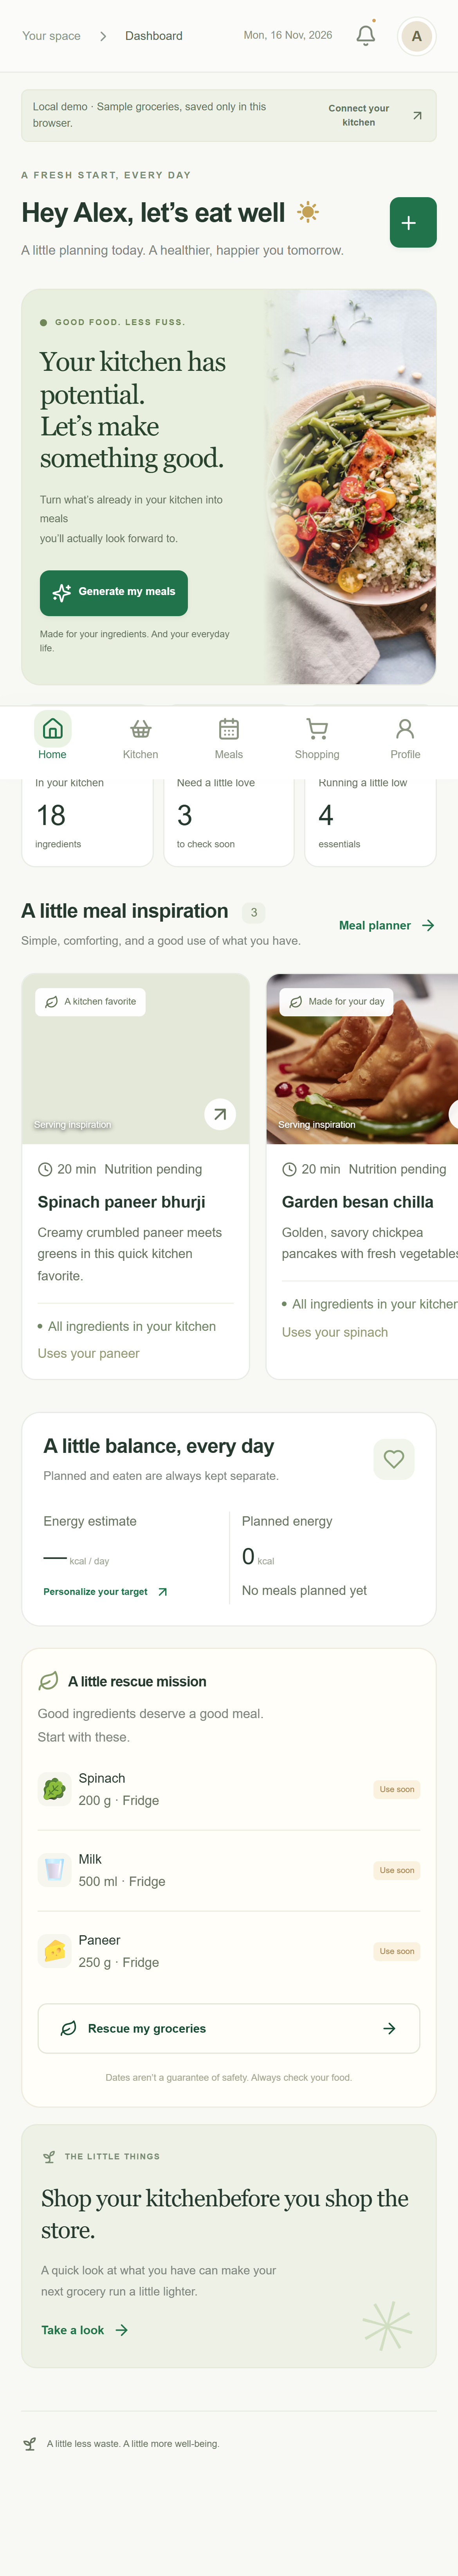 Your space > Dashboard
Mon, 16 Nov, 2026
A
Local demo · Sample groceries, saved only in this
browser.
Connect your
kitchen
A FRESH START, EVERY DAY
Hey Alex, let’s eat well
A little planning today. A healthier, happier you tomorrow.
GOOD FOOD. LESS FUSS.
Your kitchen has
potential.
Let’s make
something good.
Turn what’s already in your kitchen into
meals
you’ll actually look forward to.
Generate my meals
Made for your ingredients. And your everyday
life.
Home
Kitchen
Meals
Shopping
Profile
In your kitchen
18
ingredients
Need a little love
3
to check soon
Running a little low
4
essentials
A little meal inspiration 3
Simple, comforting, and a good use of what you have.
Meal planner
A kitchen favorite
Serving inspiration
20 min Nutrition pending
Spinach paneer bhurji
Creamy crumbled paneer meets
greens in this quick kitchen
favorite.
• All ingredients in your kitchen
Uses your paneer
Made for your day
Serving inspiration
20 min Nutrition pending
Garden besan chilla
Golden, savory chickpea
pancakes with fresh vegetables
• All ingredients in your kitchen
Uses your spinach
A little balance, every day
Planned and eaten are always kept separate.
Energy estimate
— kcal / day
Personalize your target
Planned energy
0 kcal
No meals planned yet
A little rescue mission
Good ingredients deserve a good meal.
Start with these.
Spinach
200 g · Fridge
Use soon
Milk
500 ml · Fridge
Use soon
Paneer
250 g · Fridge
Use soon
Rescue my groceries
Dates aren’t a guarantee of safety. Always check your food.
THE LITTLE THINGS
Shop your kitchenbefore you shop the
store.
A quick look at what you have can make your
next grocery run a little lighter.
Take a look
A little less waste. A little more well-being.